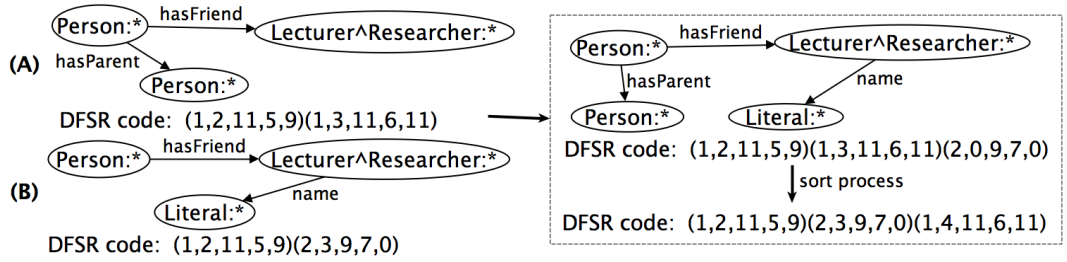 (A)
Person:*
hasFriend
Lecturer^Researcher:*
hasParent
Person:*
DFSR code: (1,2,11,5,9)(1,3,11,6,11)
(B)
Person:*
hasFriend
Lecturer^Researcher:*
name
Literal:*
DFSR code: (1,2,11,5,9)(2,3,9,7,0)
Person:*
hasFriend
Lecturer^Researcher:*
hasParent
name
Person:*
Literal:*
DFSR code: (1,2,11,5,9)(1,3,11,6,11)(2,0,9,7,0)
sort process
DFSR code: (1,2,11,5,9)(2,3,9,7,0)(1,4,11,6,11)